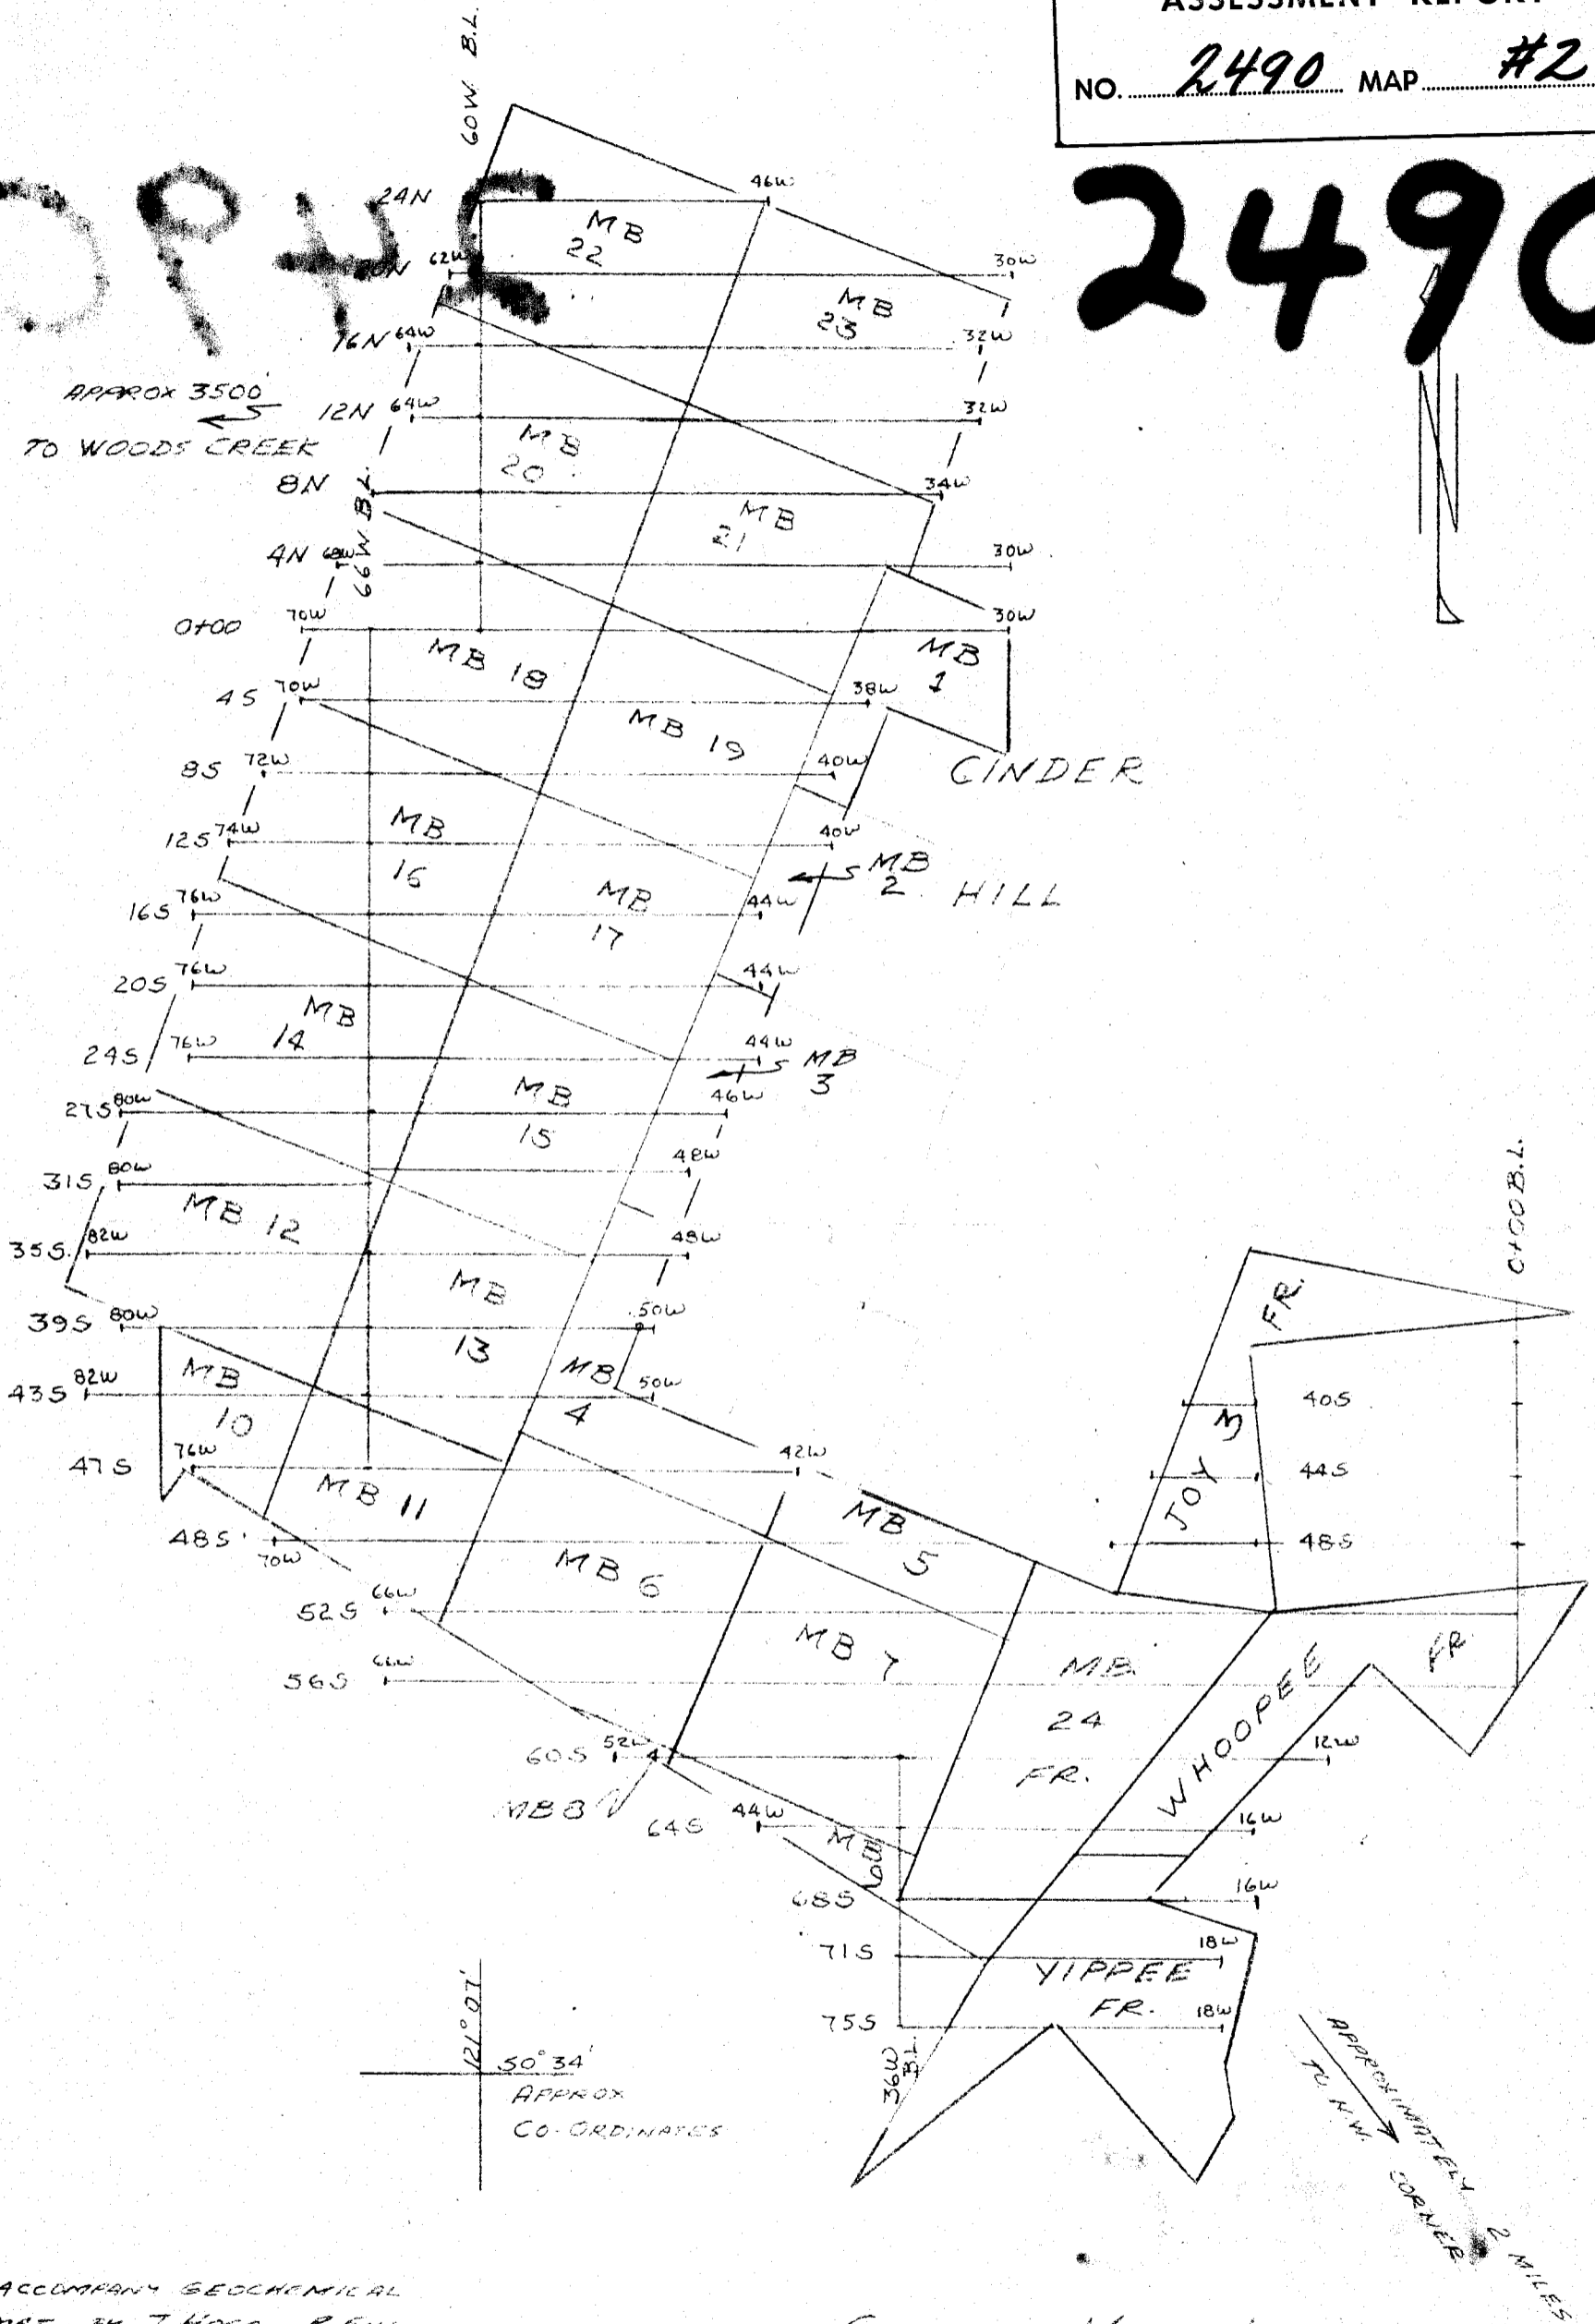 ASSESSMENT REPORT
NO. 2490 MAP #2
2490
60W B.L.
24N 46W
MB
22
62W 30W
MB
23
16N 64W 32W
APPROX 3500'
TO WOODS CREEK
12N 64W 32W
MB
20
8N 34W
66W B.L.
MB
21
4N 68W 30W
0+00 70W 30W
MB 18
MB
1
4S 70W 38W
MB 19
8S 72W 40W
CINDER
12S 74W 40W
MB
16
MB
2
HILL
16S 76W 44W
MB
17
20S 76W 44W
MB
14
24S 76W 44W
MB
3
27S 80W 46W
MB
15
31S 80W 48W
MB 12
35S 82W 48W
0+00 B.L.
MB
13
FR.
39S 80W 50W
MB
10
MB
4
43S 82W 50W
40S
JOY 3
47S 76W 42W
44S
MB 11
MB
5
48S 70W
48S
MB 6
52S 66W
MB 7
MB
24
FR.
WHOOPEE
FR
56S 66W
60S 52W 12W
MB 8
64S 44W 16W
MB
68S 16W
71S 18W
YIPPEE
FR.
75S 18W
36W
B.L.
121° 07'
50° 34'
APPROX
CO-ORDINATES
APPROXIMATELY 2 MILES
TO N.W. CORNER
ACCOMPANY GEOCHEMICAL